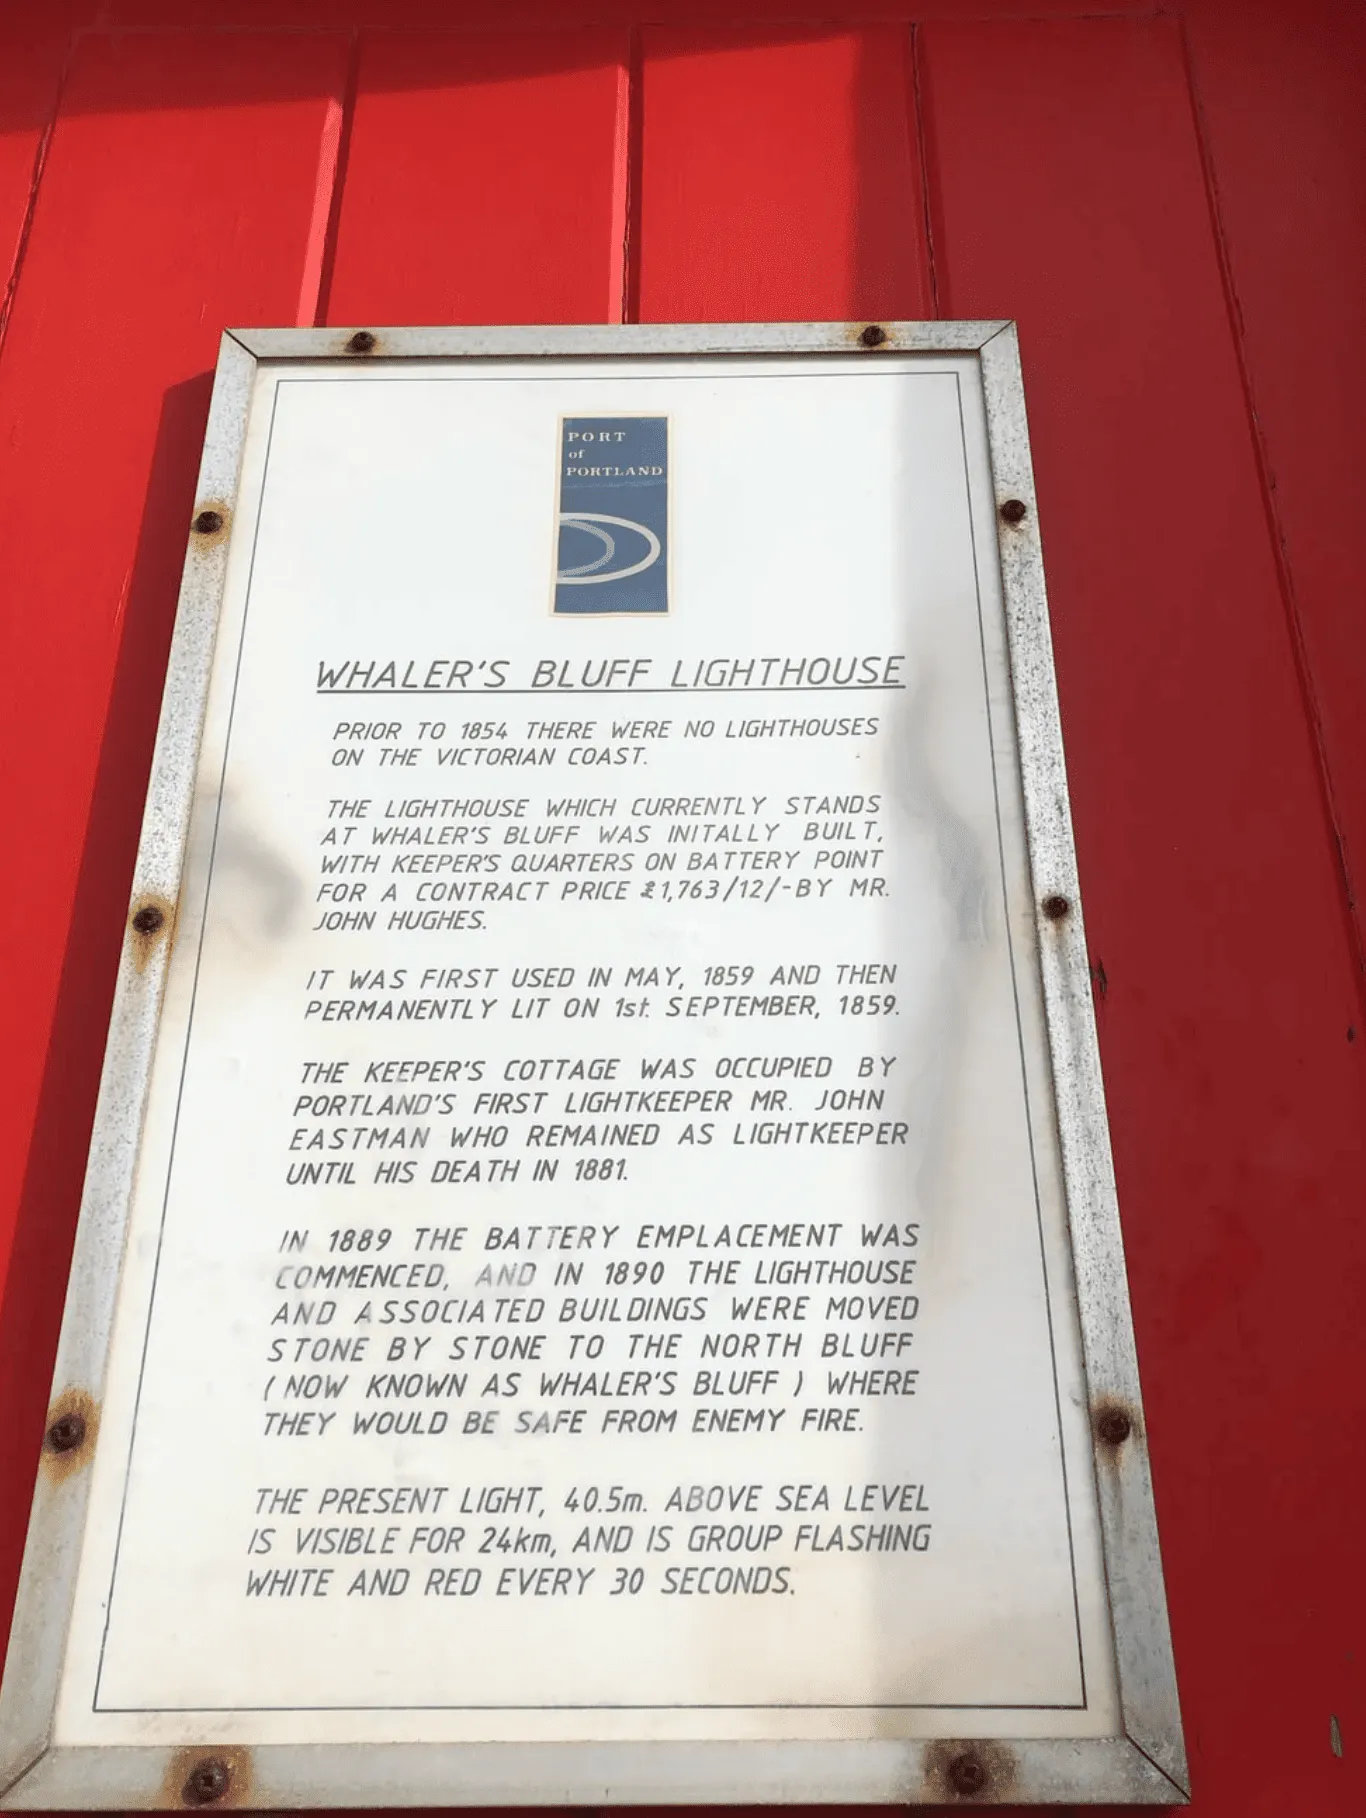 PORT
of
PORTLAND
WHALER'S BLUFF LIGHTHOUSE
PRIOR TO 1854 THERE WERE NO LIGHTHOUSES
ON THE VICTORIAN COAST.
THE LIGHTHOUSE WHICH CURRENTLY STANDS
AT WHALER'S BLUFF WAS INITALLY BUILT,
WITH KEEPER'S QUARTERS ON BATTERY POINT
FOR A CONTRACT PRICE £1,763/12/-BY MR.
JOHN HUGHES.
IT WAS FIRST USED IN MAY, 1859 AND THEN
PERMANENTLY LIT ON 1st. SEPTEMBER, 1859.
THE KEEPER'S COTTAGE WAS OCCUPIED BY
PORTLAND'S FIRST LIGHTKEEPER MR. JOHN
EASTMAN WHO REMAINED AS LIGHTKEEPER
UNTIL HIS DEATH IN 1881.
IN 1889 THE BATTERY EMPLACEMENT WAS
COMMENCED, AND IN 1890 THE LIGHTHOUSE
AND ASSOCIATED BUILDINGS WERE MOVED
STONE BY STONE TO THE NORTH BLUFF
( NOW KNOWN AS WHALER'S BLUFF ) WHERE
THEY WOULD BE SAFE FROM ENEMY FIRE.
THE PRESENT LIGHT, 40.5m. ABOVE SEA LEVEL
IS VISIBLE FOR 24km, AND IS GROUP FLASHING
WHITE AND RED EVERY 30 SECONDS.